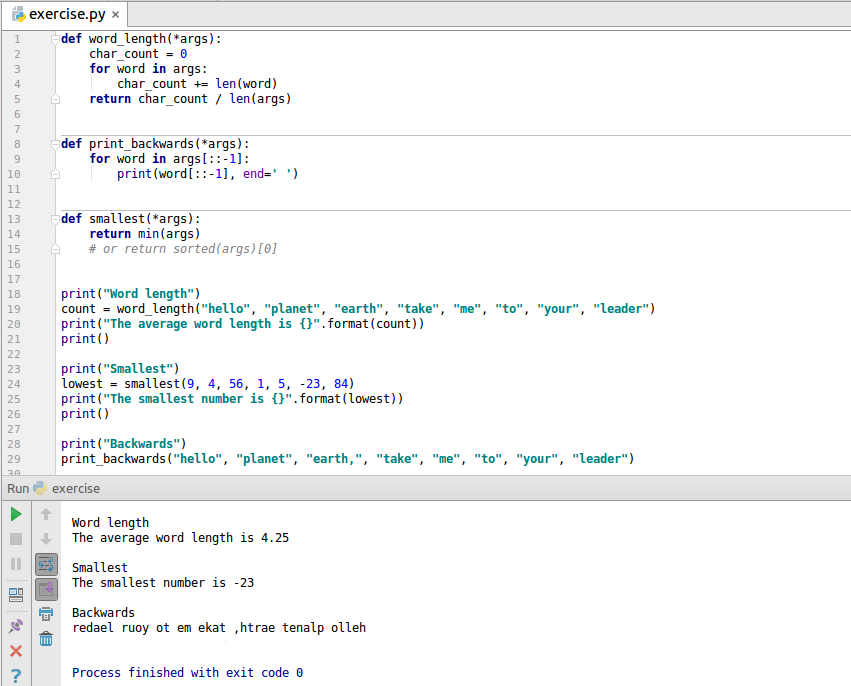 exercise.py ×
1 def word_length(*args):
2     char_count = 0
3     for word in args:
4         char_count += len(word)
5     return char_count / len(args)
6
7
8 def print_backwards(*args):
9     for word in args[::-1]:
10         print(word[::-1], end=' ')
11
12
13 def smallest(*args):
14     return min(args)
15     # or return sorted(args)[0]
16
17
18 print("Word length")
19 count = word_length("hello", "planet", "earth", "take", "me", "to", "your", "leader")
20 print("The average word length is {}".format(count))
21 print()
22
23 print("Smallest")
24 lowest = smallest(9, 4, 56, 1, 5, -23, 84)
25 print("The smallest number is {}".format(lowest))
26 print()
27
28 print("Backwards")
29 print_backwards("hello", "planet", "earth,", "take", "me", "to", "your", "leader")
30
Run exercise
Word length
The average word length is 4.25
Smallest
The smallest number is -23
Backwards
redael ruoy ot em ekat ,htrae tenalp olleh
Process finished with exit code 0